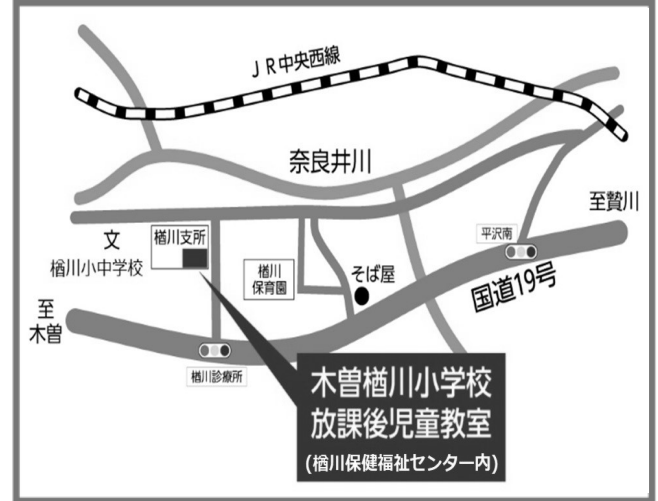 JR中央西線
奈良井川
至贄川
平沢南
文
楢川小中学校
楢川支所
楢川
保育園
そば屋
国道19号
至
木曽
楢川診療所
木曽楢川小学校
放課後児童教室
(楢川保健福祉センター内)